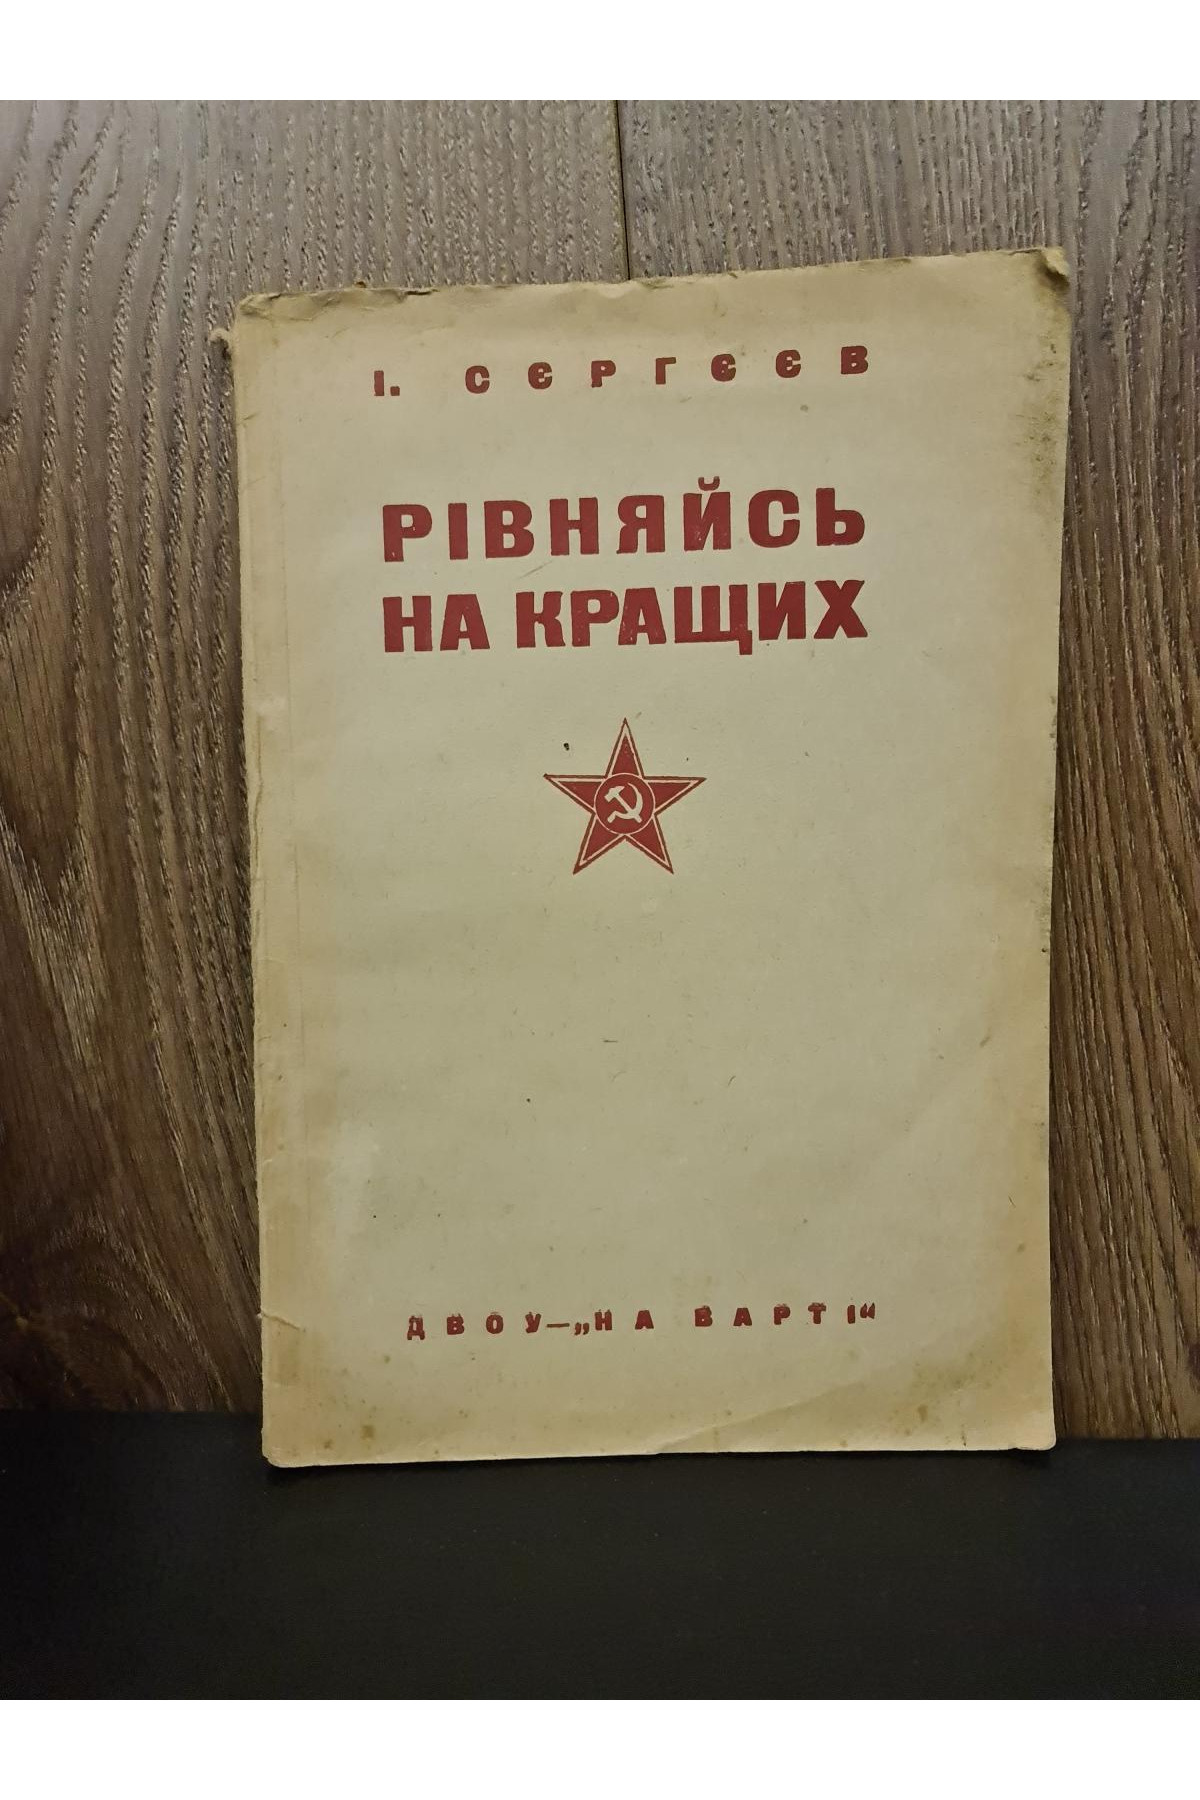 І. СЄРГЄЄВ
РІВНЯЙСЬ
НА КРАЩИХ
ДВОУ—„НА ВАРТІ“